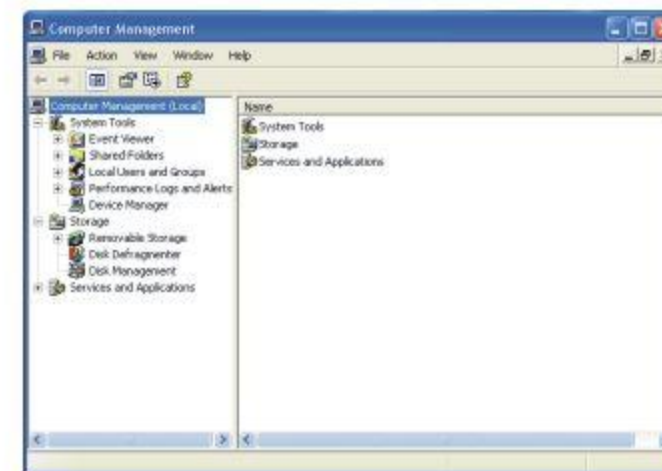 Computer Management
File Action View Window Help
Computer Management (Local)
System Tools
Event Viewer
Shared Folders
Local Users and Groups
Performance Logs and Alerts
Device Manager
Storage
Removable Storage
Disk Defragmenter
Disk Management
Services and Applications
Name
System Tools
Storage
Services and Applications